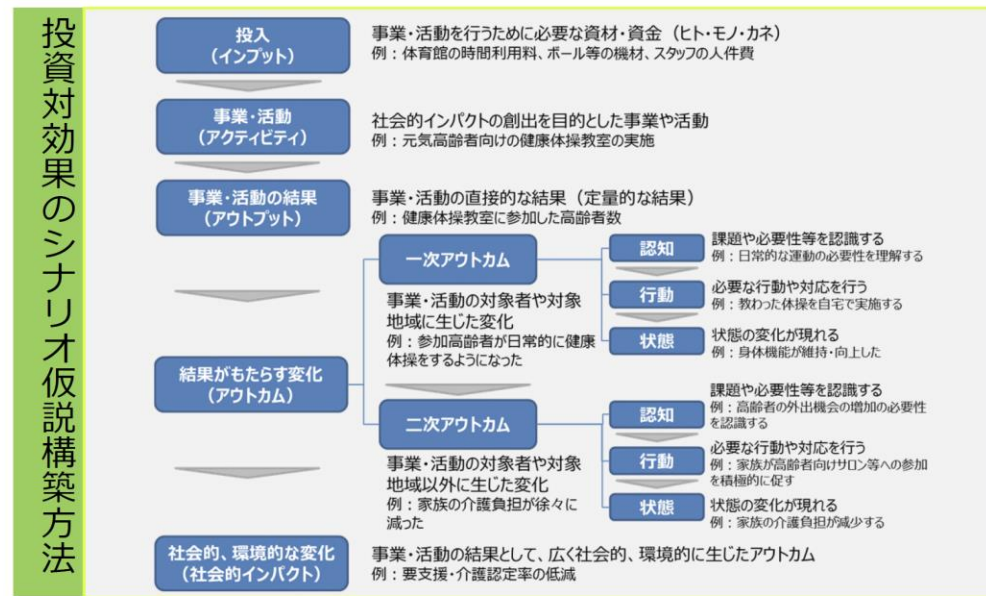 投資対効果のシナリオ仮説構築方法
投入
（インプット）
事業・活動を行うために必要な資材・資金（ヒト・モノ・カネ）
例：体育館の時間利用料、ボール等の機材、スタッフの人件費
事業・活動
（アクティビティ）
社会的インパクトの創出を目的とした事業や活動
例：元気高齢者向けの健康体操教室の実施
事業・活動の結果
（アウトプット）
事業・活動の直接的な結果（定量的な結果）
例：健康体操教室に参加した高齢者数
結果がもたらす変化
（アウトカム）
一次アウトカム
事業・活動の対象者や対象
地域に生じた変化
例：参加高齢者が日常的に健康
体操をするようになった
認知
課題や必要性等を認識する
例：日常的な運動の必要性を理解する
行動
必要な行動や対応を行う
例：教わった体操を自宅で実施する
状態
状態の変化が現れる
例：身体機能が維持・向上した
二次アウトカム
事業・活動の対象者や対象
地域以外に生じた変化
例：家族の介護負担が徐々に
減った
認知
課題や必要性等を認識する
例：高齢者の外出機会の増加の必要性
を認識する
行動
必要な行動や対応を行う
例：家族が高齢者向けサロン等への参加
を積極的に促す
状態
状態の変化が現れる
例：家族の介護負担が減少する
社会的、環境的な変化
（社会的インパクト）
事業・活動の結果として、広く社会的、環境的に生じたアウトカム
例：要支援・介護認定率の低減